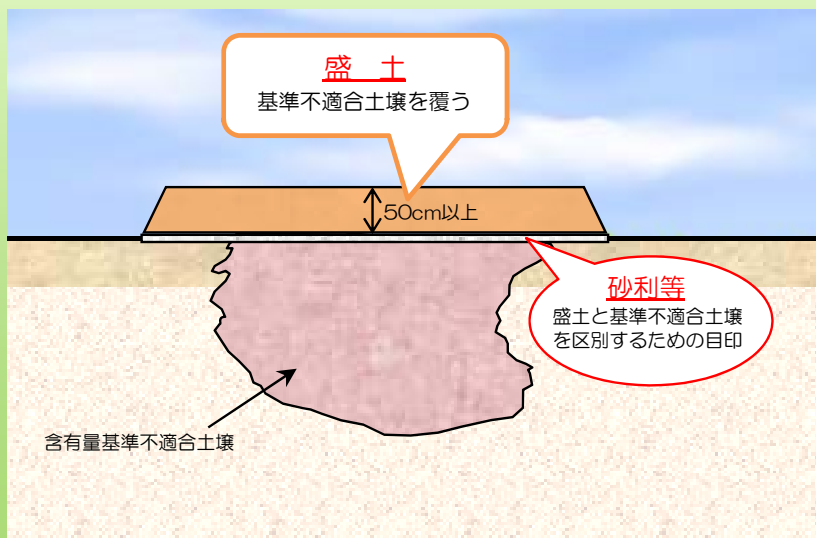 盛　土
基準不適合土壌を覆う
50cm以上
砂利等
盛土と基準不適合土壌
を区別するための目印
含有量基準不適合土壌